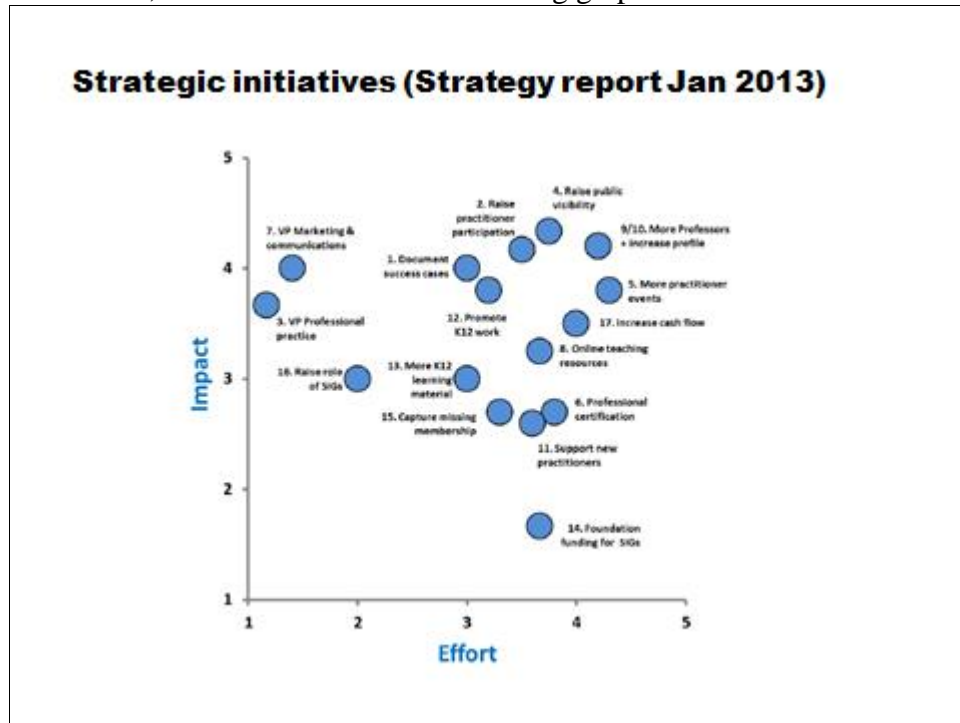 Strategic initiatives (Strategy report Jan 2013)
5
4. Raise public
visibility
2. Raise
practitioner
participation
9/10. More Professors
+ increase profile
7. VP Marketing &
communications
1. Document
success cases
4
5. More practitioner
events
3. VP Professional
practice
12. Promote
K12 work
17. Increase cash flow
8. Online teaching
resources
Impact
3
16. Raise role
of SIGs
13. More K12
learning
material
15. Capture missing
membership
6. Professional
certification
11. Support new
practitioners
2
14. Foundation
funding for SIGs
1
1
2
3
4
5
Effort